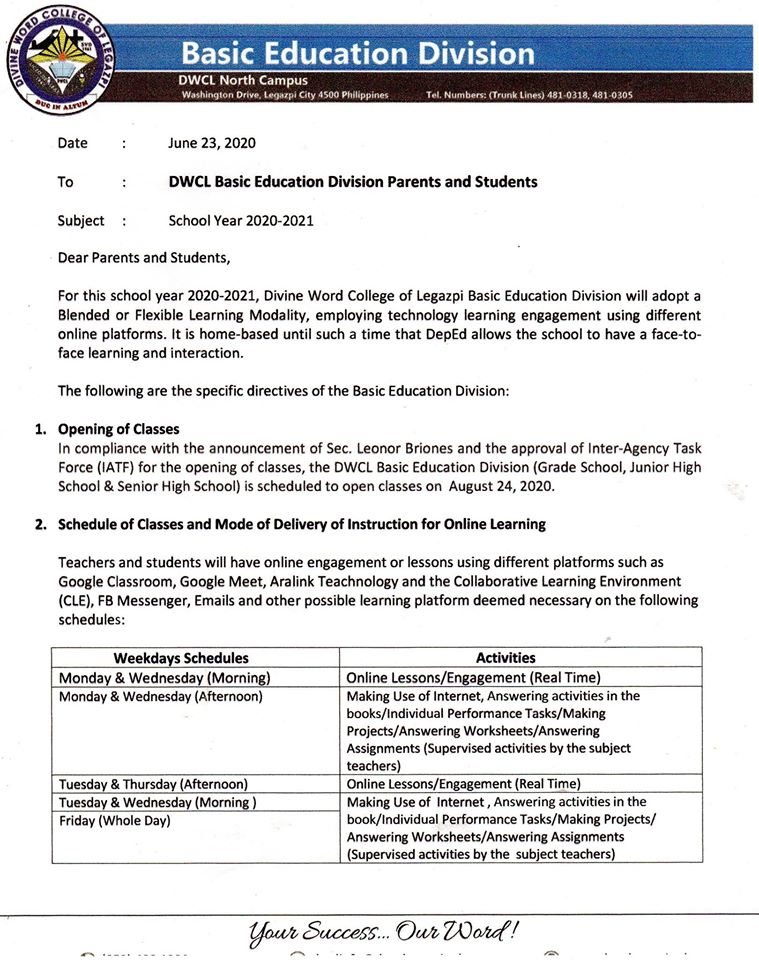 DIVINE WORD COLLEGE OF LEGAZPI
SVD
1961
DWCL
DUC IN ALTUM
Basic Education Division
DWCL North Campus
Washington Drive, Legazpi City 4500 Philippines Tel. Numbers: (Trunk Lines) 481-0318, 481-0305
Date : June 23, 2020
To : DWCL Basic Education Division Parents and Students
Subject : School Year 2020-2021
Dear Parents and Students,
For this school year 2020-2021, Divine Word College of Legazpi Basic Education Division will adopt a
Blended or Flexible Learning Modality, employing technology learning engagement using different
online platforms. It is home-based until such a time that DepEd allows the school to have a face-to-
face learning and interaction.
The following are the specific directives of the Basic Education Division:
1. Opening of Classes
In compliance with the announcement of Sec. Leonor Briones and the approval of Inter-Agency Task
Force (IATF) for the opening of classes, the DWCL Basic Education Division (Grade School, Junior High
School & Senior High School) is scheduled to open classes on August 24, 2020.
2. Schedule of Classes and Mode of Delivery of Instruction for Online Learning
Teachers and students will have online engagement or lessons using different platforms such as
Google Classroom, Google Meet, Aralink Teachnology and the Collaborative Learning Environment
(CLE), FB Messenger, Emails and other possible learning platform deemed necessary on the following
schedules:
Weekdays Schedules Activities
Monday & Wednesday (Morning) Online Lessons/Engagement (Real Time)
Monday & Wednesday (Afternoon) Making Use of Internet, Answering activities in the
books/Individual Performance Tasks/Making
Projects/Answering Worksheets/Answering
Assignments (Supervised activities by the subject
teachers)
Tuesday & Thursday (Afternoon) Online Lessons/Engagement (Real Time)
Tuesday & Wednesday (Morning ) Making Use of Internet , Answering activities in the
Friday (Whole Day) book/Individual Performance Tasks/Making Projects/
Answering Worksheets/Answering Assignments
(Supervised activities by the subject teachers)
Your Success... Our Word!